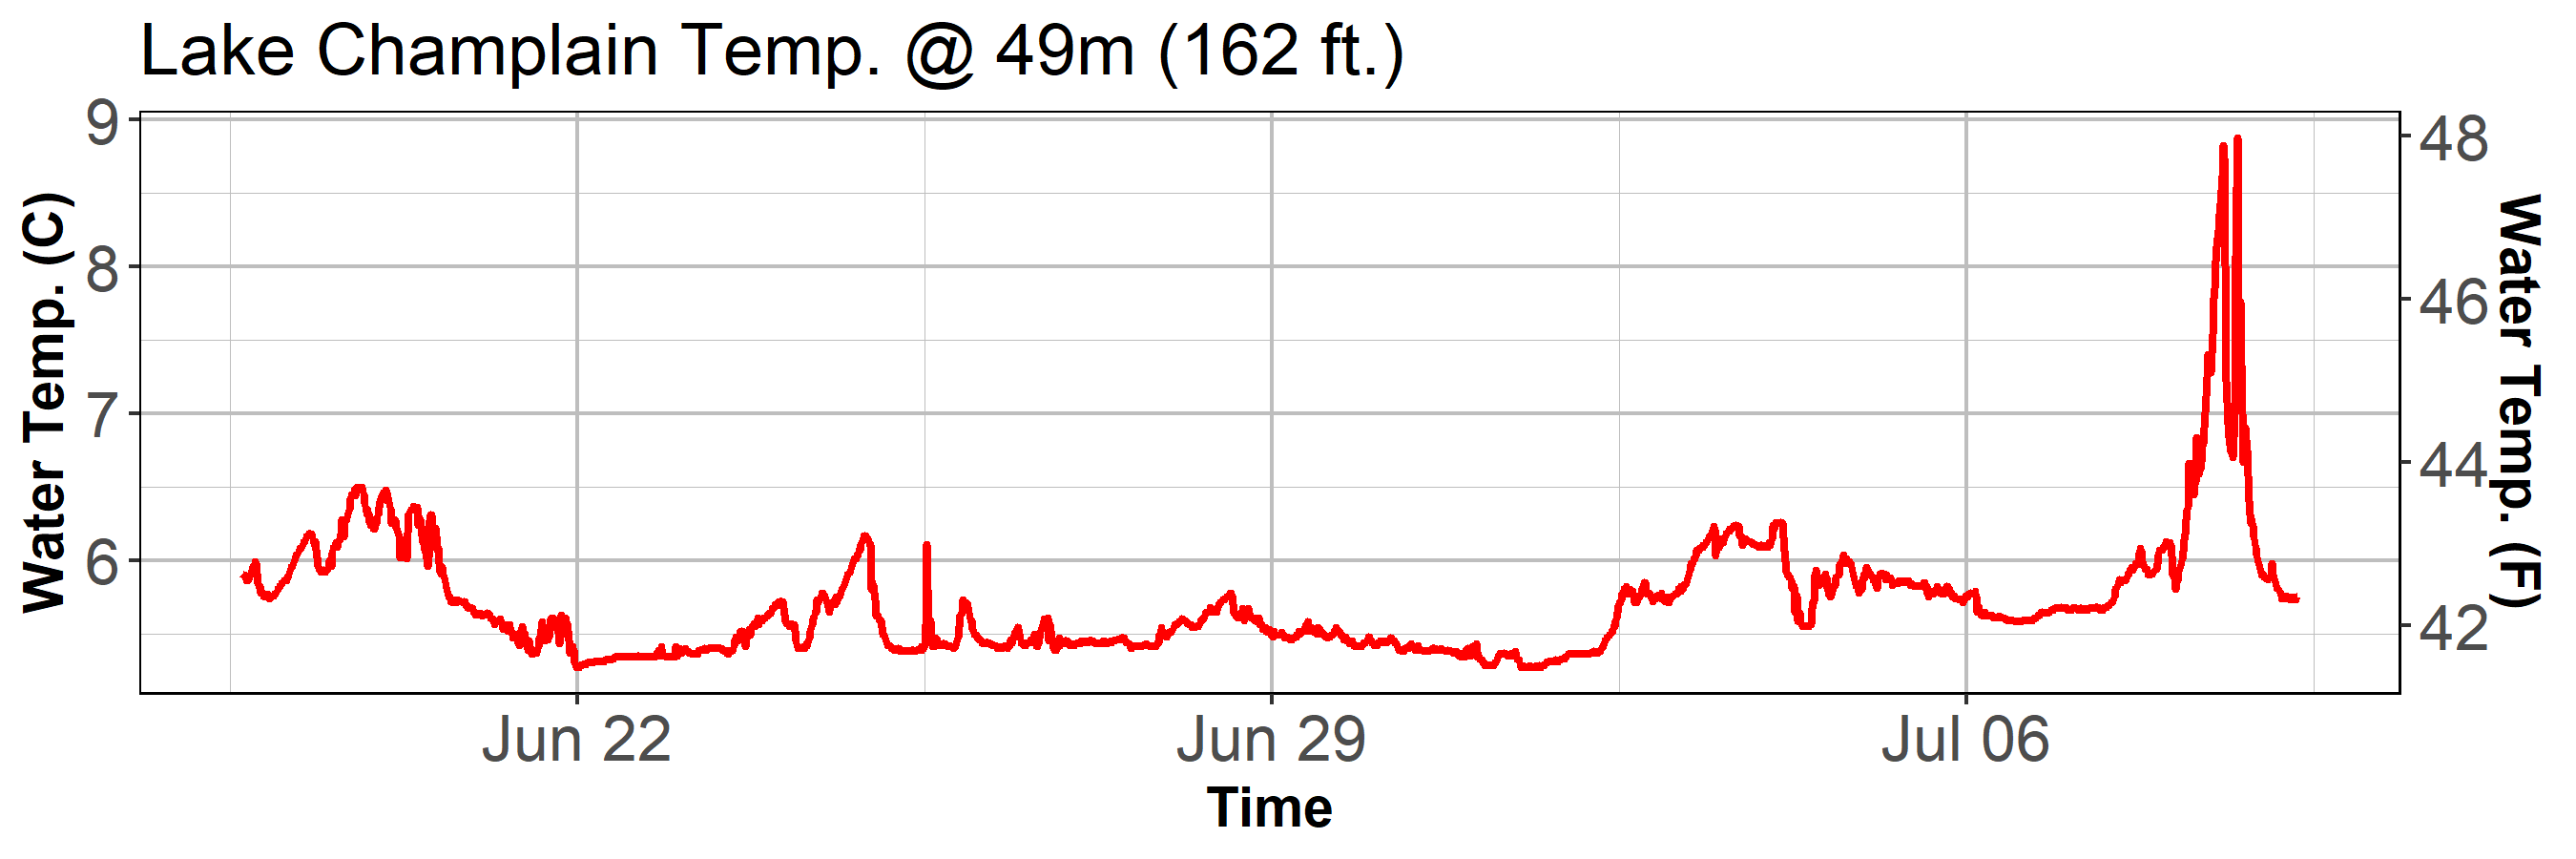 Lake Champlain Temp. @ 49m (162 ft.)
Water Temp. (C)
9
8
7
6
48
46
44
42
Water Temp. (F)
Jun 22
Jun 29
Jul 06
Time